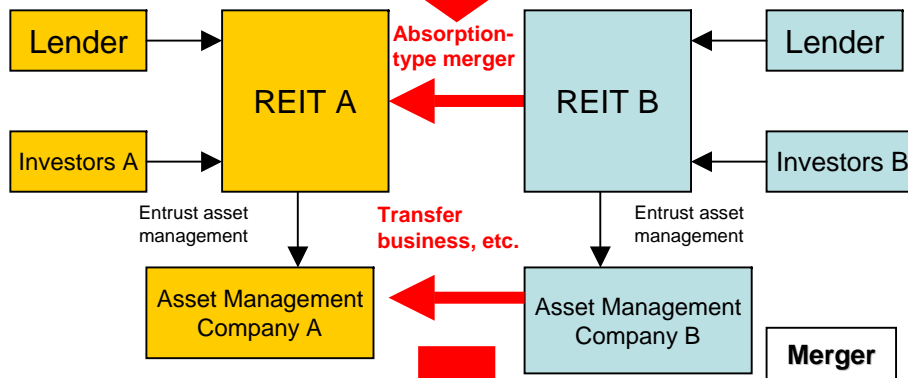 Lender
Absorption-
type merger
Lender
REIT A
REIT B
Investors A
Investors B
Entrust asset
management
Transfer
business, etc.
Entrust asset
management
Asset Management
Company A
Asset Management
Company B
Merger